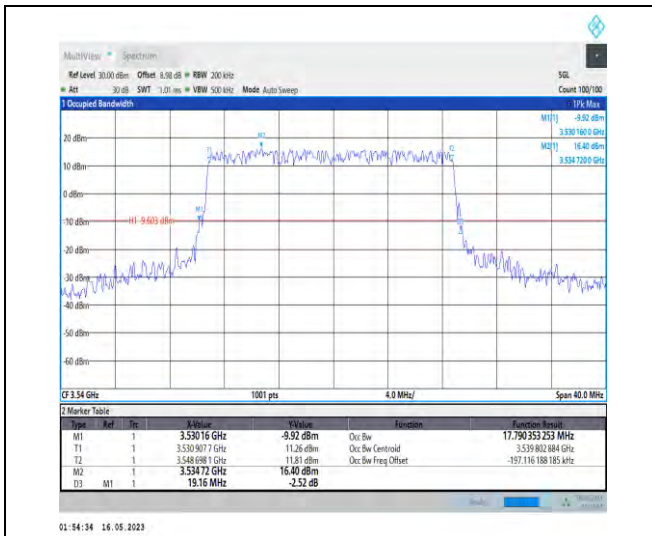 MultiView Spectrum
Ref Level 30.00 dBm Offset 8.98 dB RBW 200 kHz SGL
Att 30 dB SWT 1.01 ms VBW 500 kHz Mode Auto Sweep Count 100/100
1 Occupied Bandwidth 1Pk Max
M1[1] -9.92 dBm
3.530 160 0 GHz
M2[1] 16.40 dBm
3.534 720 0 GHz
20 dBm
10 dBm
0 dBm
-10 dBm
H1 -9.603 dBm
-20 dBm
-30 dBm
-40 dBm
-50 dBm
-60 dBm
M1
T1
M2
T2
CF 3.54 GHz 1001 pts 4.0 MHz/ Span 40.0 MHz
2 Marker Table
Type Ref Trc X-Value Y-Value Function Function Result
M1 1 3.53016 GHz -9.92 dBm Occ Bw 17.790 353 253 MHz
T1 1 3.530 907 7 GHz 11.26 dBm Occ Bw Centroid 3.539 802 884 GHz
T2 1 3.548 698 1 GHz 11.81 dBm Occ Bw Freq Offset -197.116 188 185 kHz
M2 1 3.53472 GHz 16.40 dBm
D3 M1 1 19.16 MHz -2.52 dB
01:54:34 16.05.2023